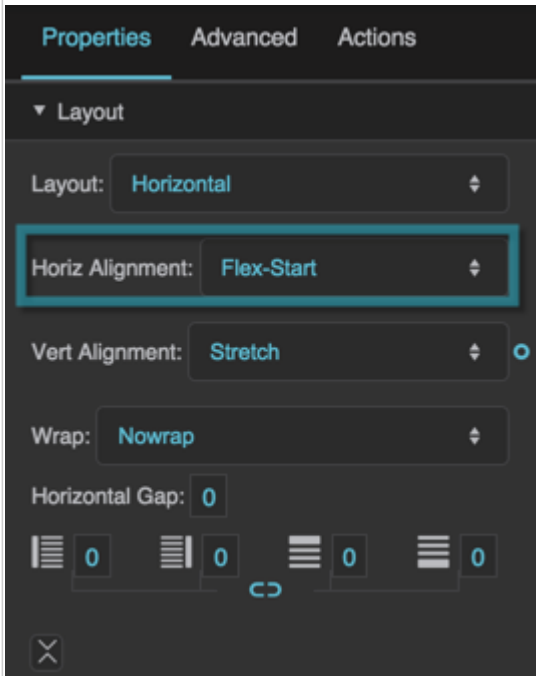 Properties Advanced Actions
Layout
Layout: Horizontal
Horiz Alignment: Flex-Start
Vert Alignment: Stretch
Wrap: Nowrap
Horizontal Gap: 0
0 0 0 0